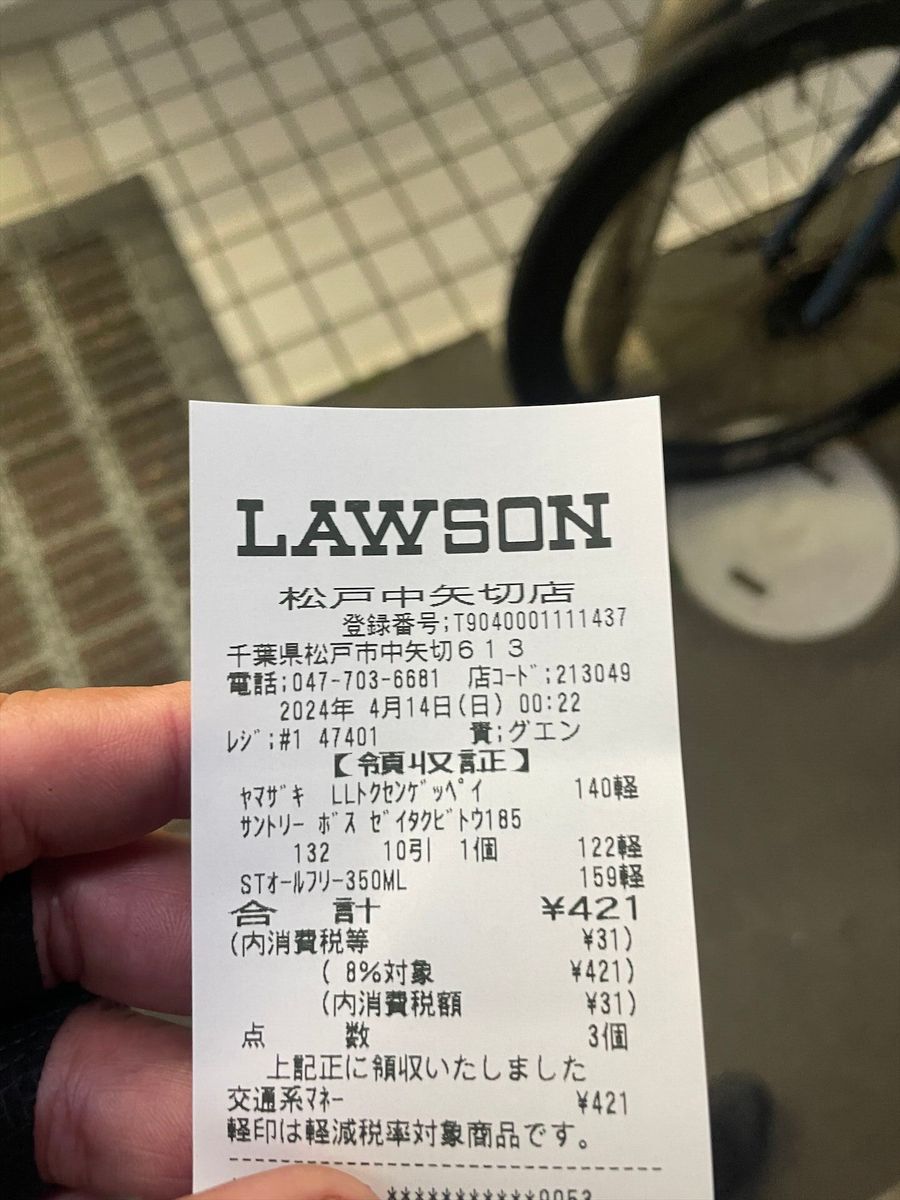 LAWSON
松戸中矢切店
登録番号;T9040001111437
千葉県松戸市中矢切613
電話;047-703-6681 店コード;213049
2024年 4月14日(日) 00:22
レジ;#1 47401 責;グエン
【領収証】
ヤマザキ LLトクセンゲッペイ 140軽
サントリー ボス ゼイタクビトウ185
132 10引 1個 122軽
STオールフリー350ML 159軽
合計 ¥421
(内消費税等 ¥31)
( 8%対象 ¥421)
(内消費税額 ¥31)
点数 3個
上記正に領収いたしました
交通系マネー ¥421
軽印は軽減税率対象商品です。
***********9053